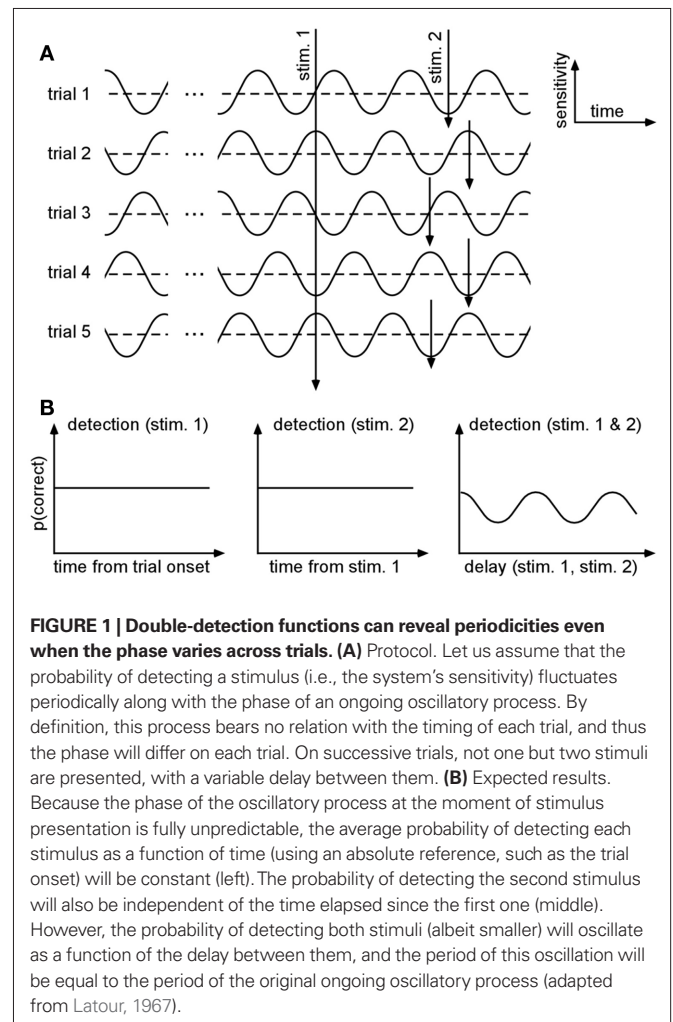 A
stim. 1
stim. 2
sensitivity
time
trial 1
...
trial 2
...
trial 3
...
trial 4
...
trial 5
...
B
detection (stim. 1)
detection (stim. 2)
detection (stim. 1 & 2)
p(correct)
time from trial onset
time from stim. 1
delay (stim. 1, stim. 2)
FIGURE 1 | Double-detection functions can reveal periodicities even
when the phase varies across trials. (A) Protocol. Let us assume that the
probability of detecting a stimulus (i.e., the system's sensitivity) fluctuates
periodically along with the phase of an ongoing oscillatory process. By
definition, this process bears no relation with the timing of each trial, and thus
the phase will differ on each trial. On successive trials, not one but two stimuli
are presented, with a variable delay between them. (B) Expected results.
Because the phase of the oscillatory process at the moment of stimulus
presentation is fully unpredictable, the average probability of detecting each
stimulus as a function of time (using an absolute reference, such as the trial
onset) will be constant (left). The probability of detecting the second stimulus
will also be independent of the time elapsed since the first one (middle).
However, the probability of detecting both stimuli (albeit smaller) will oscillate
as a function of the delay between them, and the period of this oscillation will
be equal to the period of the original ongoing oscillatory process (adapted
from Latour, 1967).